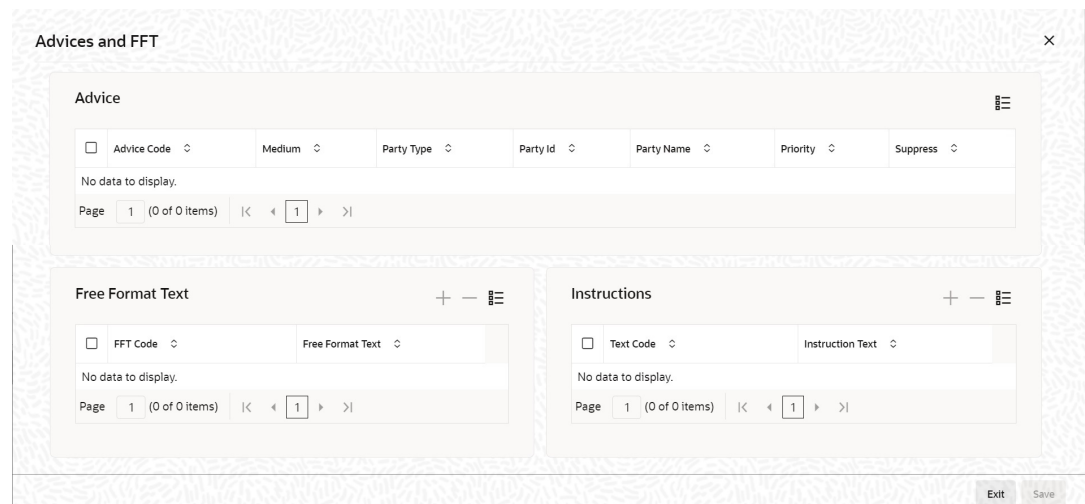 Advices and FFT
Advice
Advice Code Medium Party Type Party Id Party Name Priority Suppress
No data to display.
Page 1 (0 of 0 items) 1
Free Format Text
FFT Code Free Format Text
No data to display.
Page 1 (0 of 0 items) 1
Instructions
Text Code Instruction Text
No data to display.
Page 1 (0 of 0 items) 1
Exit Save